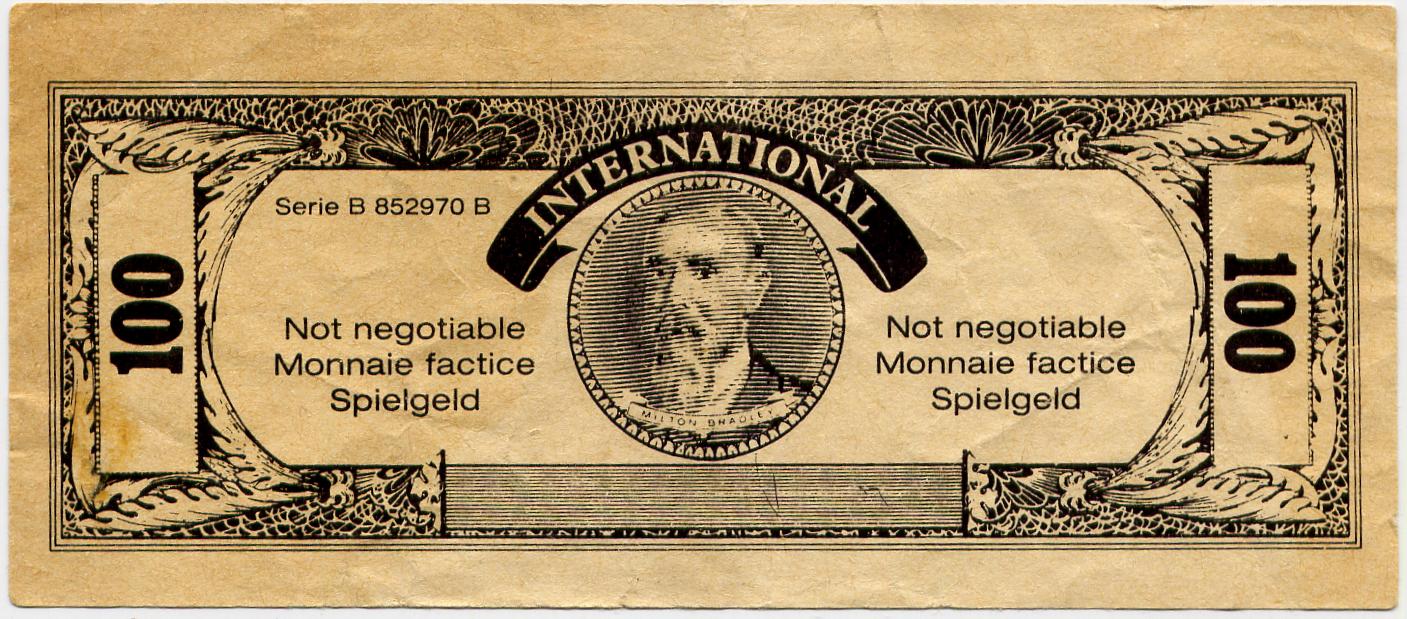 INTERNATIONAL
Serie B 852970 B
100
100
Not negotiable
Monnaie factice
Spielgeld
Not negotiable
Monnaie factice
Spielgeld
MILTON BRADLEY